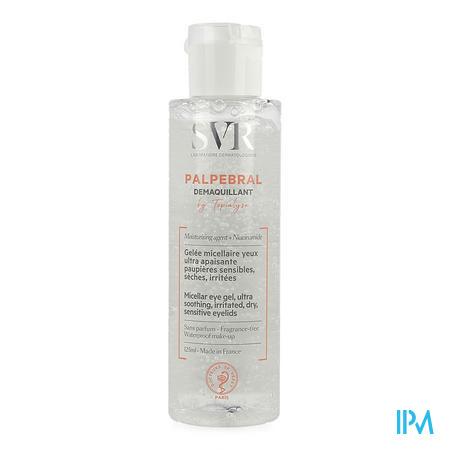 SVR
LABORATOIRE DERMATOLOGIQUE
PALPEBRAL
DEMAQUILLANT
by Topialyse
Moisturising agent + Niacinamide
Gelée micellaire yeux
ultra apaisante
paupières sensibles,
sèches, irritées
Micellar eye gel, ultra
soothing, irritated, dry,
sensitive eyelids
Sans parfum - Fragrance-free
Waterproof make-up
125ml - Made in France
PARIS
IPM